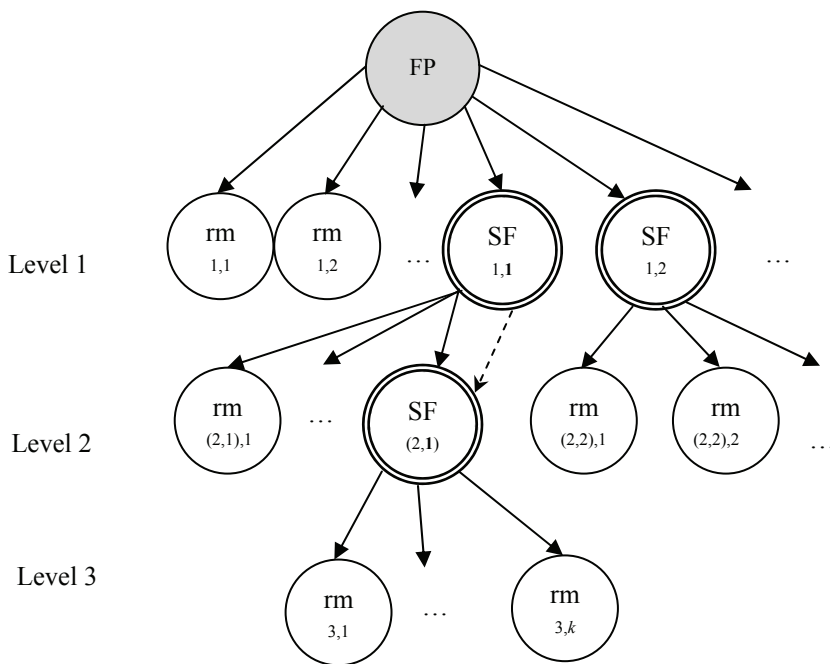 FP
rm
1,1
rm
1,2
…
SF
1,1
SF
1,2
…
Level 1
rm
(2,1),1
…
SF
(2,1)
rm
(2,2),1
rm
(2,2),2
…
Level 2
Level 3
rm
3,1
…
rm
3,k